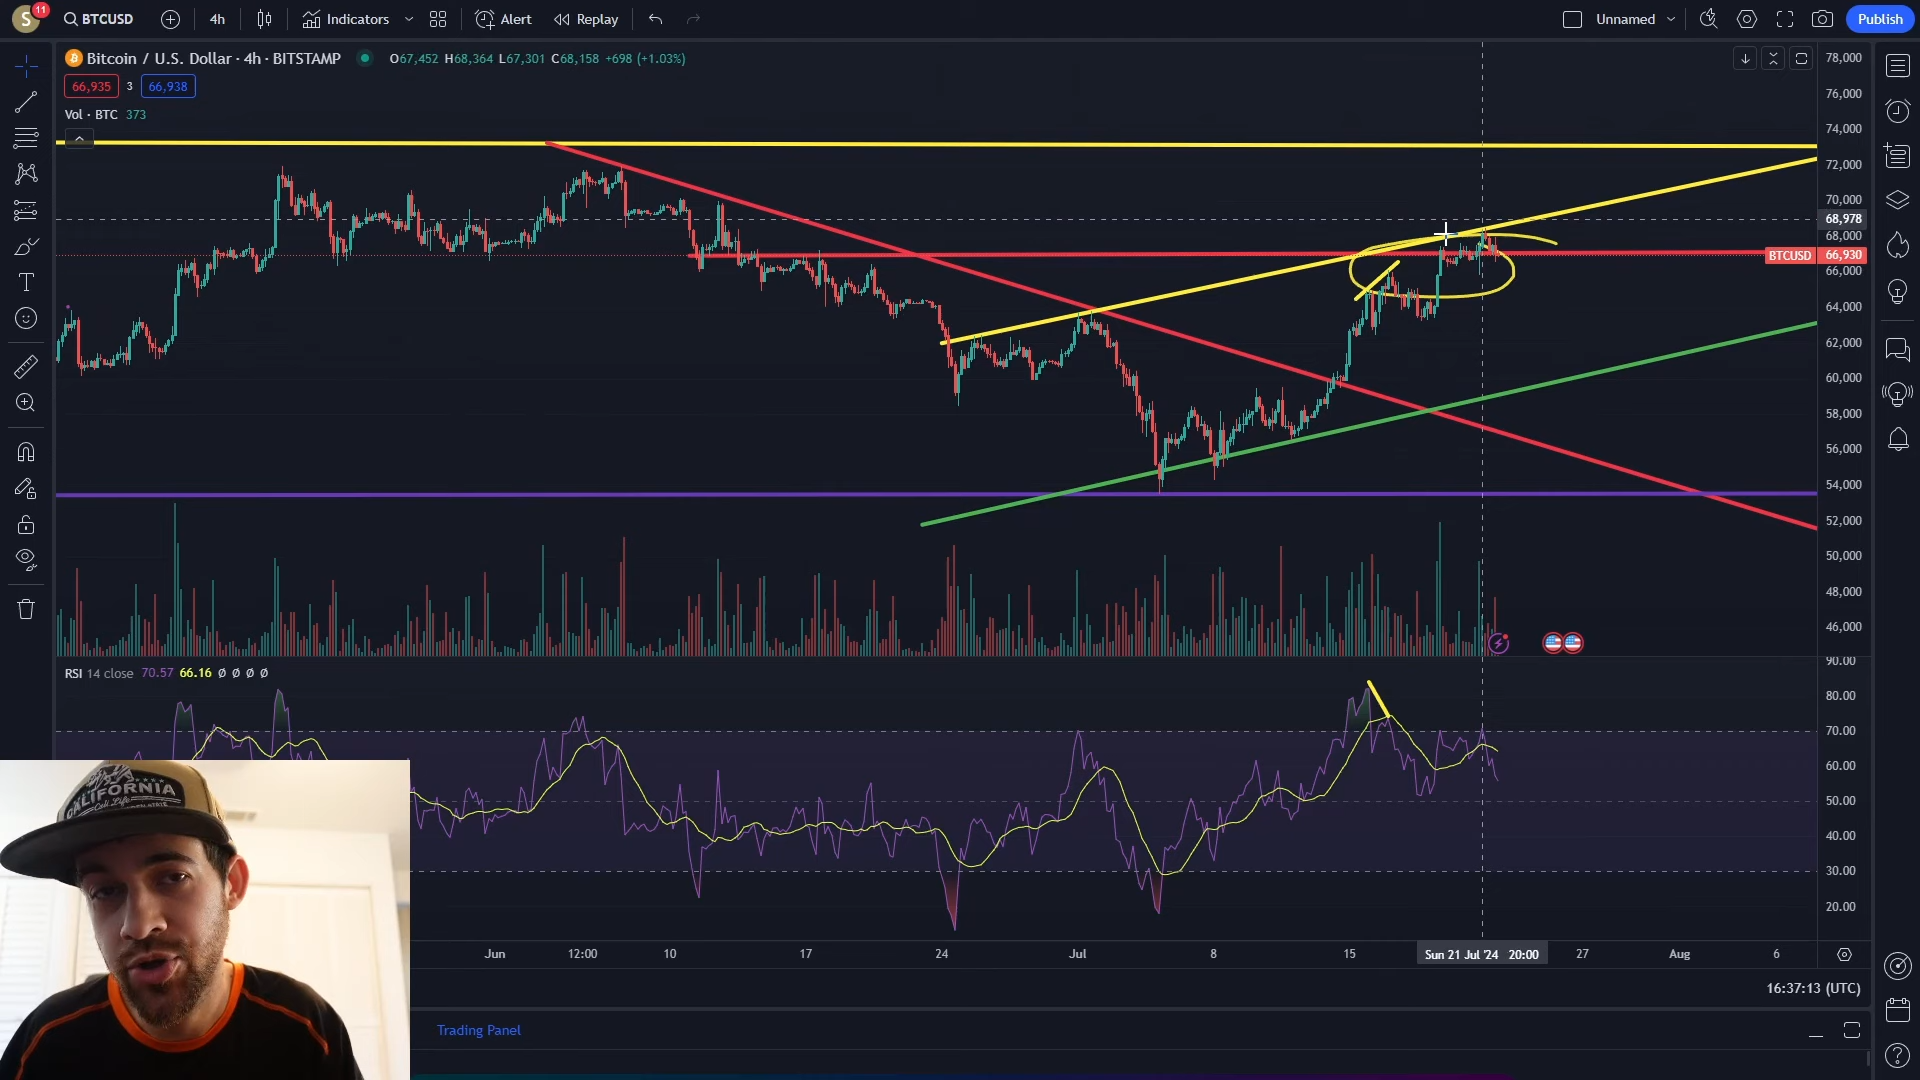 S 11 BTCUSD 4h Indicators Alert Replay Unnamed Publish
Bitcoin / U.S. Dollar · 4h · BITSTAMP O67,452 H68,364 L67,301 C68,158 +698 (+1.03%)
66,935 3 66,938
Vol · BTC 373
78,000
76,000
74,000
72,000
70,000
68,978
68,000
BTCUSD 66,930
66,000
64,000
62,000
60,000
58,000
56,000
54,000
52,000
50,000
48,000
46,000
RSI 14 close 70.57 66.16 Ø Ø Ø Ø
90.00
80.00
70.00
60.00
50.00
40.00
30.00
20.00
CALIFORNIA
Cali Life
Jun 12:00 10 17 24 Jul 8 15 Sun 21 Jul '24 20:00 27 Aug 6
16:37:13 (UTC)
Trading Panel